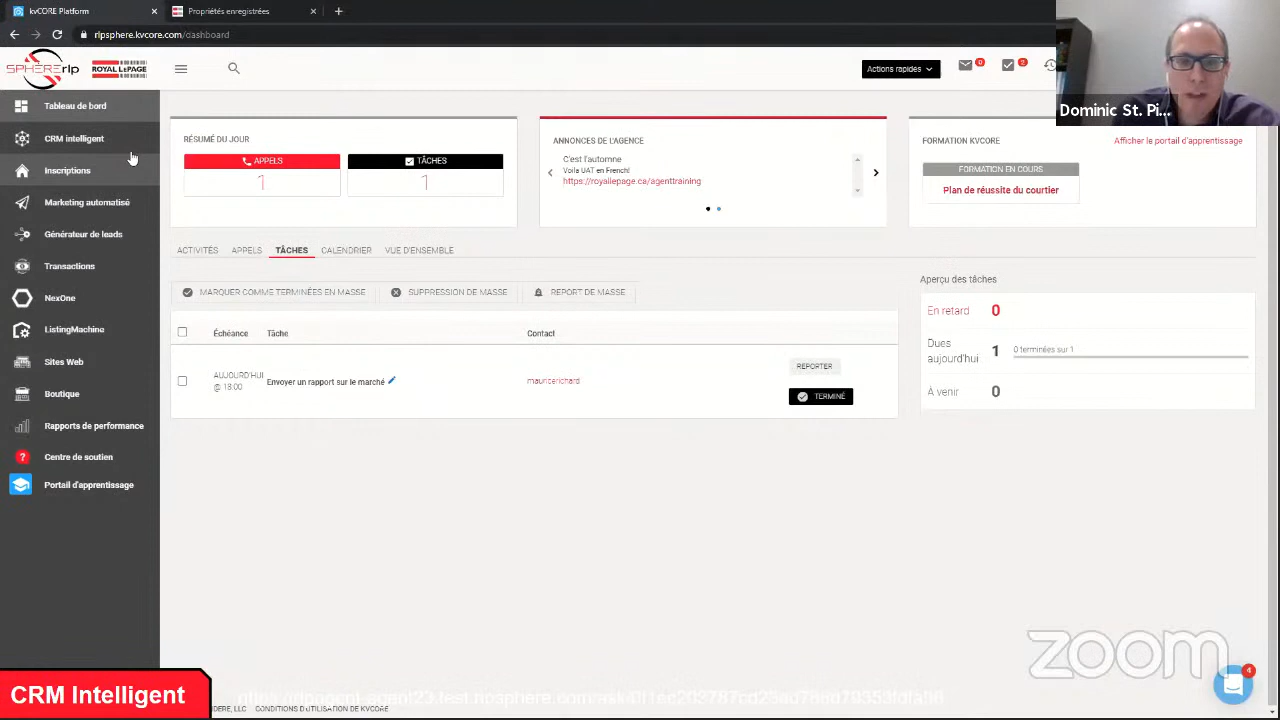 kvCORE Platform
Propriétés enregistrées
rlpsphere.kvcore.com/dashboard
SPHERErlp
ROYAL LEPAGE
Actions rapides
0
2
Dominic St. Pi...
Tableau de bord
CRM intelligent
Inscriptions
Marketing automatisé
Générateur de leads
Transactions
NexOne
ListingMachine
Sites Web
Boutique
Rapports de performance
Centre de soutien
Portail d'apprentissage
RÉSUMÉ DU JOUR
APPELS
TÂCHES
1
1
ANNONCES DE L'AGENCE
C'est l'automne
Voila UAT en French!
https://royallepage.ca/agenttraining
FORMATION KVCORE
Afficher le portail d'apprentissage
FORMATION EN COURS
Plan de réussite du courtier
ACTIVITÉS
APPELS
TÂCHES
CALENDRIER
VUE D'ENSEMBLE
MARQUER COMME TERMINÉES EN MASSE
SUPPRESSION DE MASSE
REPORT DE MASSE
Échéance
Tâche
Contact
AUJOURD'HUI
@ 18:00
Envoyer un rapport sur le marché
mauricerichard
REPORTER
TERMINÉ
Aperçu des tâches
En retard
0
Dues
aujourd'hui
1
0 terminées sur 1
À venir
0
zoom
4
CRM Intelligent
CONDITIONS D'UTILISATION DE KVCORE